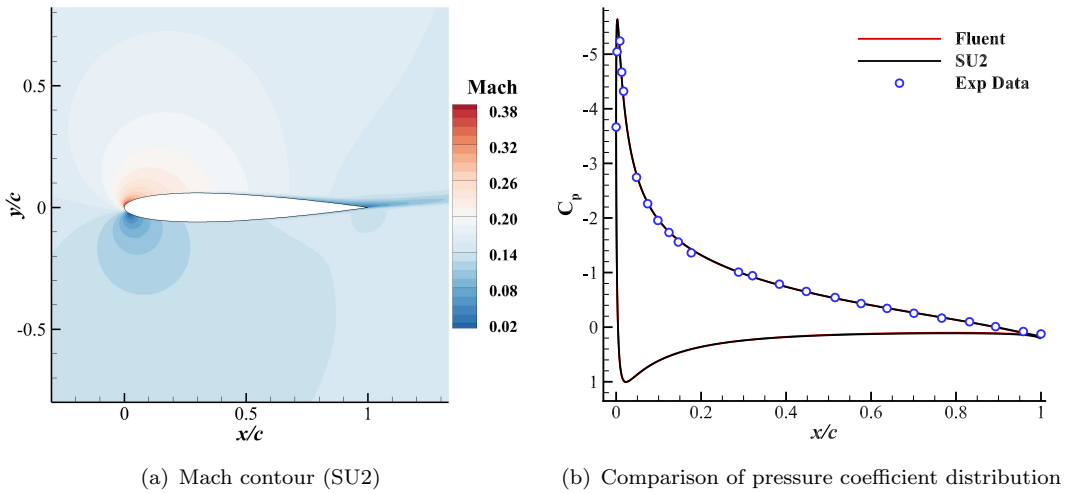 0.5
0
-0.5
y/c
0
0.5
1
x/c
Mach
0.38
0.32
0.26
0.20
0.14
0.08
0.02
-5
-4
-3
-2
-1
0
1
C_p
0
0.2
0.4
0.6
0.8
1
x/c
Fluent
SU2
Exp Data
(a) Mach contour (SU2)
(b) Comparison of pressure coefficient distribution